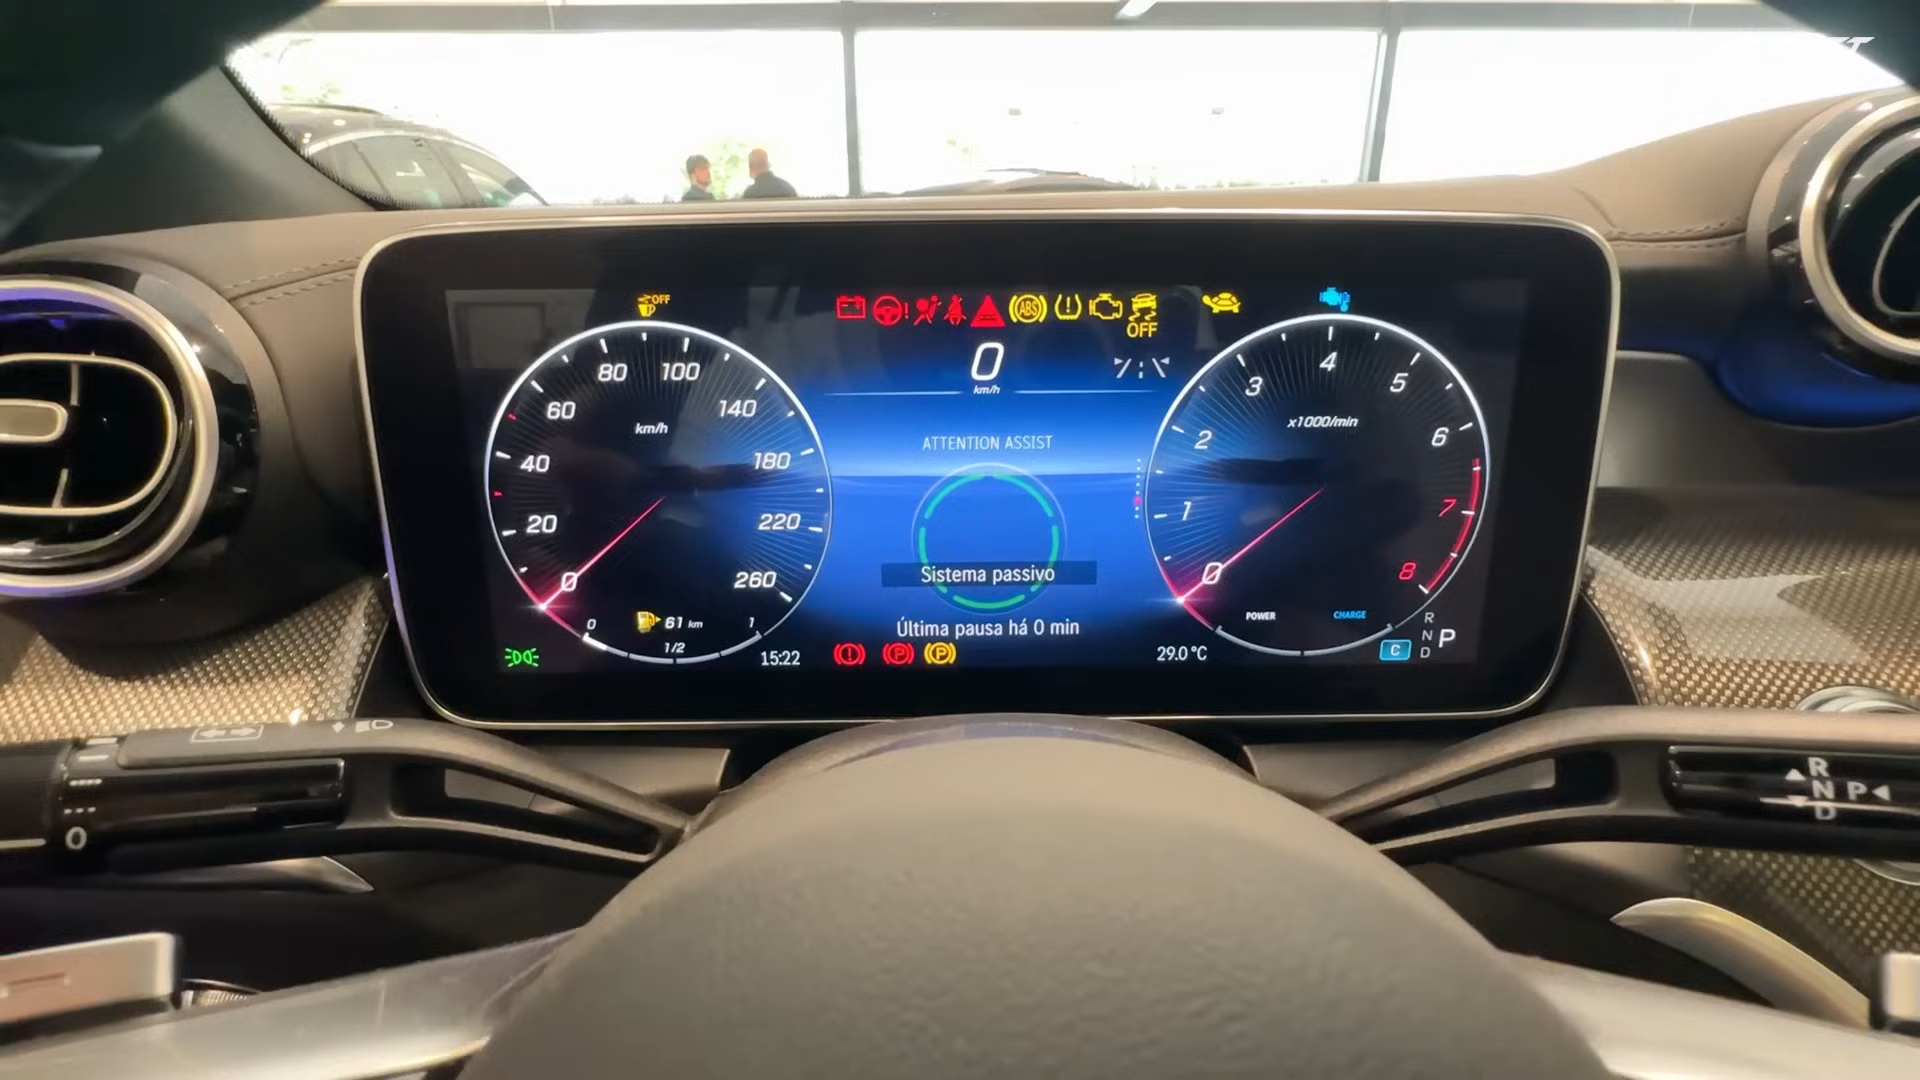 OFF
ABS
OFF
0
km/h
80 100
60
140
km/h
40
180
20
220
0
260
ATTENTION ASSIST
Sistema passivo
Última pausa há 0 min
4
3
5
x1000/min
2
6
1
7
0
8
POWER
CHARGE
0
61 km
1
1/2
15:22
P
P
29.0 °C
C
R
N
D
P
0
R
N P
D